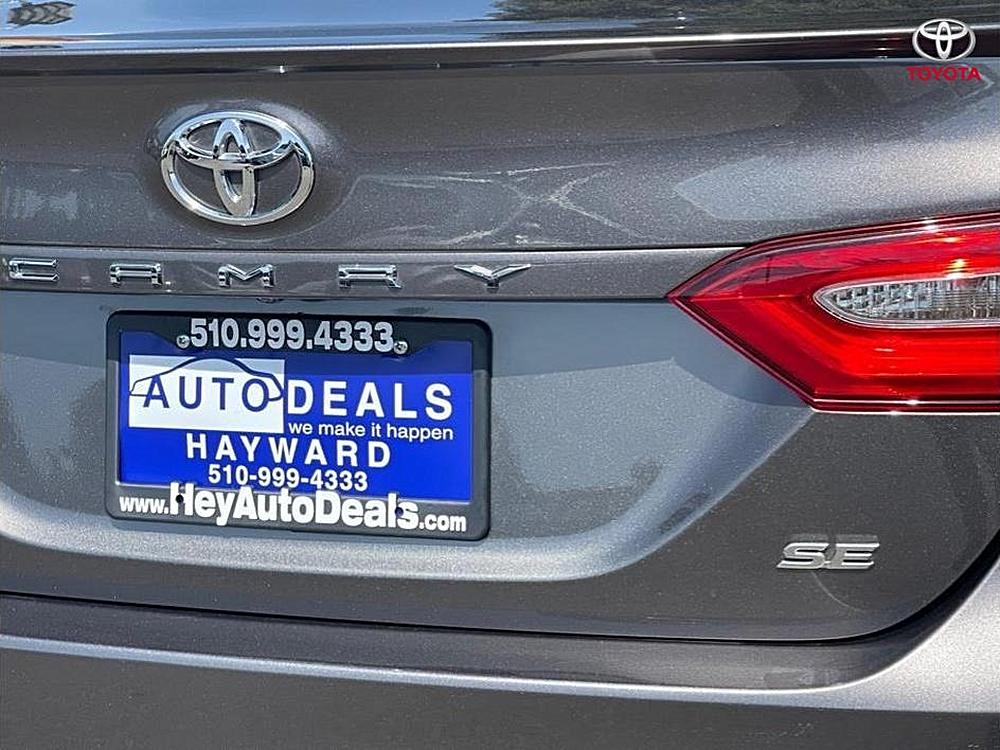 TOYOTA
CAMRY
510.999.4333
AUTO DEALS
we make it happen
HAYWARD
510-999-4333
www.HeyAutoDeals.com
SE